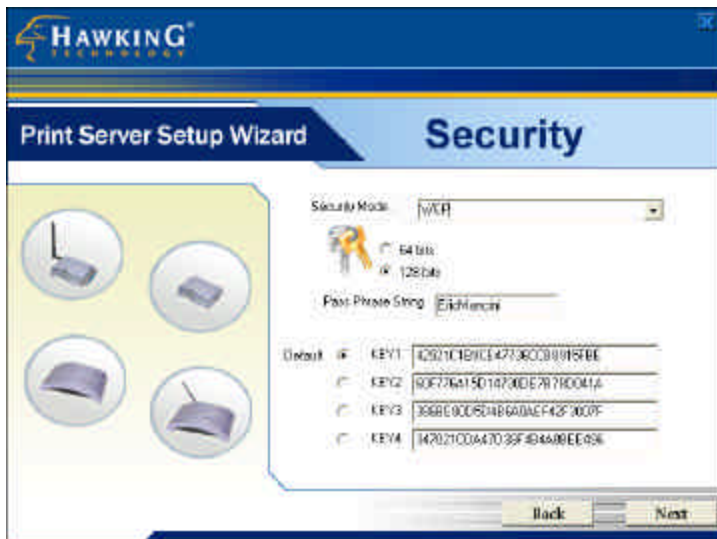 HAWKING
TECHNOLOGY
Print Server Setup Wizard
Security
Security Mode WEP
64 bits
128 bits
Pass Phrase String EricMancini
Default KEY1
KEY2
KEY3
KEY4
Back
Next